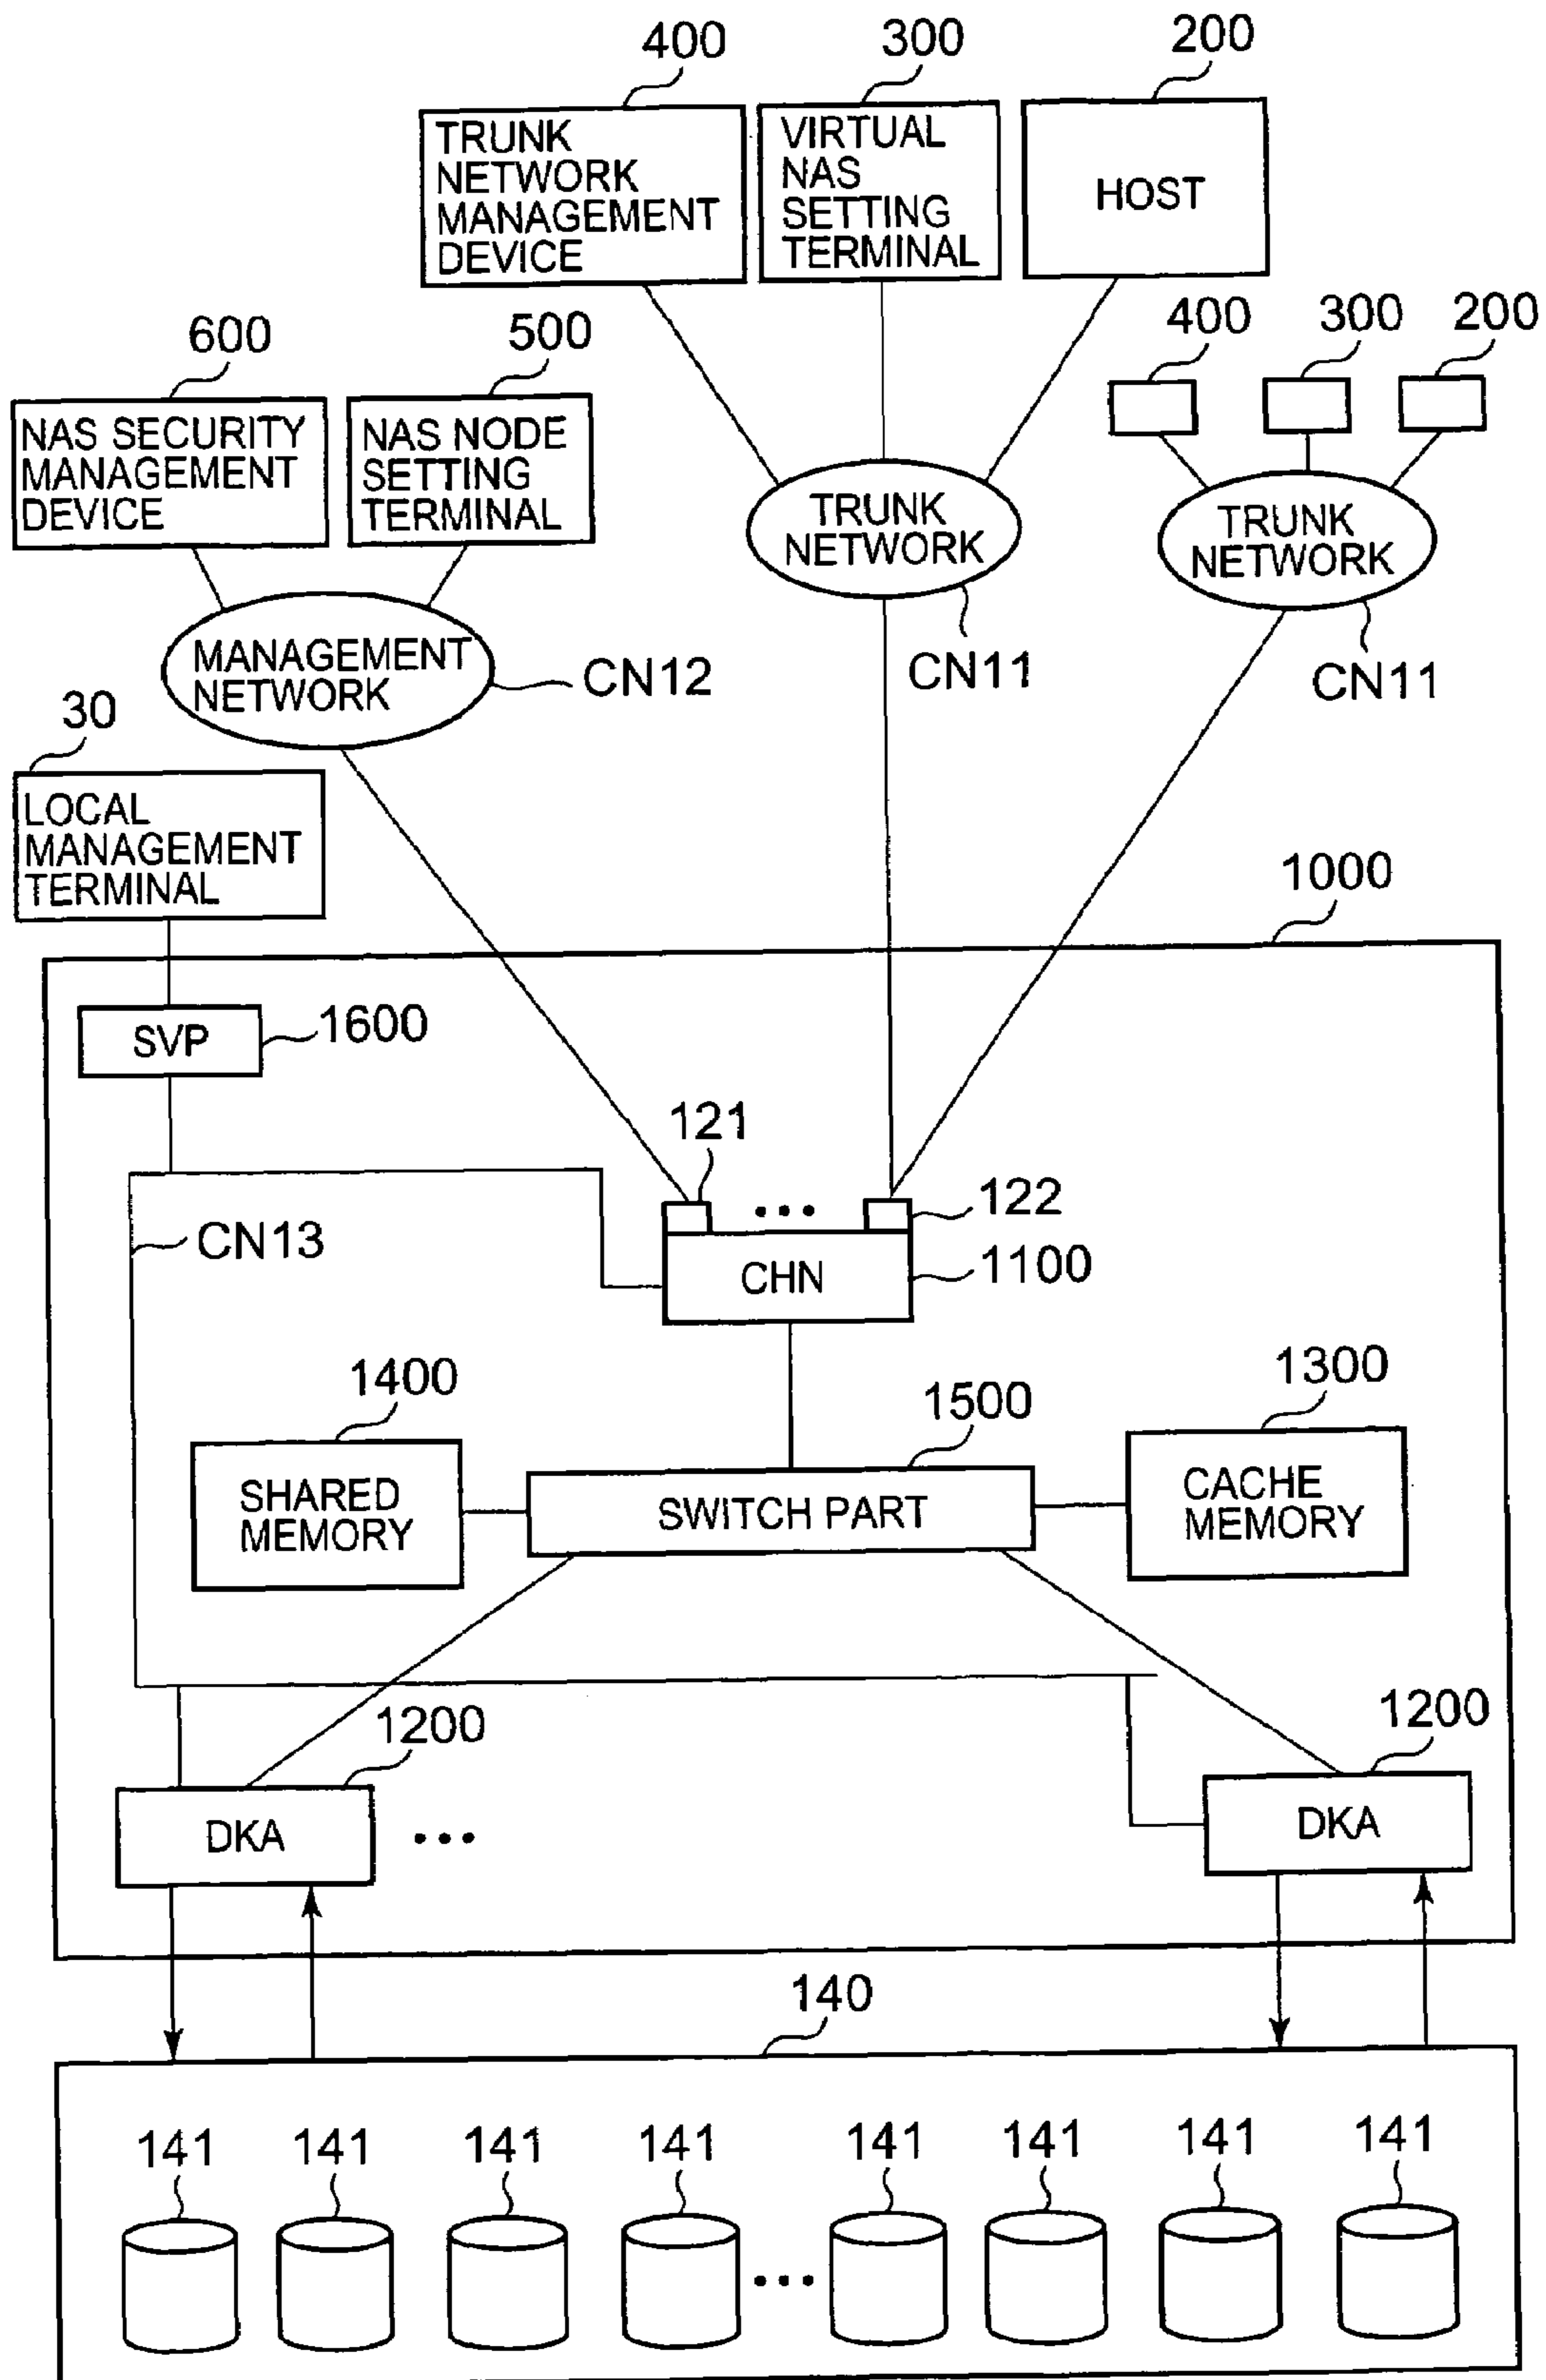 400
300
200
TRUNK
NETWORK
MANAGEMENT
DEVICE
VIRTUAL
NAS
SETTING
TERMINAL
HOST
400
300
200
600
500
NAS SECURITY
MANAGEMENT
DEVICE
NAS NODE
SETTING
TERMINAL
TRUNK
NETWORK
TRUNK
NETWORK
CN11
CN11
MANAGEMENT
NETWORK
CN12
30
LOCAL
MANAGEMENT
TERMINAL
1000
SVP
1600
121
...
122
CN13
CHN
1100
1400
1500
1300
SHARED
MEMORY
SWITCH PART
CACHE
MEMORY
1200
1200
DKA
...
DKA
140
141
141
141
141
141
141
141
141
...